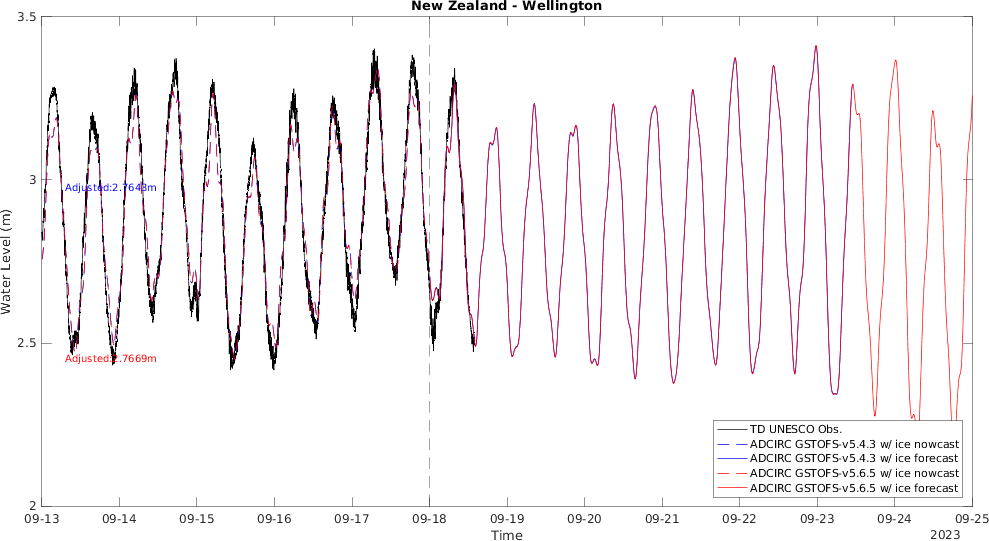 New Zealand - Wellington
3.5
3
2.5
2
Water Level (m)
Adjusted:2.7643m
Adjusted:2.7669m
TD UNESCO Obs.
ADCIRC GSTOFS-v5.4.3 w/ ice nowcast
ADCIRC GSTOFS-v5.4.3 w/ ice forecast
ADCIRC GSTOFS-v5.6.5 w/ ice nowcast
ADCIRC GSTOFS-v5.6.5 w/ ice forecast
09-13 09-14 09-15 09-16 09-17 09-18 09-19 09-20 09-21 09-22 09-23 09-24 09-25
Time
2023